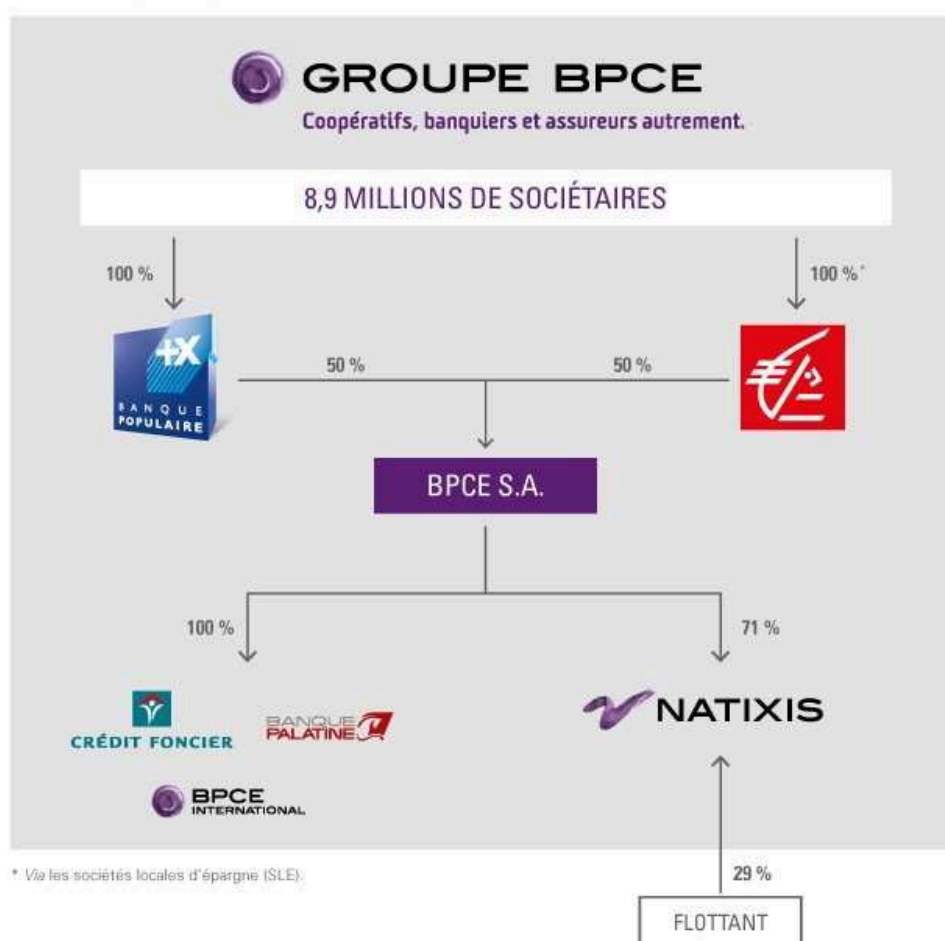 GROUPE BPCE
Coopératifs, banquiers et assureurs autrement.
8,9 MILLIONS DE SOCIÉTAIRES
100 %
100 %*
+X
BANQUE
POPULAIRE
50 %
50 %
BPCE S.A.
100 %
71 %
CRÉDIT FONCIER
BANQUE
PALATINE
NATIXIS
BPCE
INTERNATIONAL
* Via les sociétés locales d'épargne (SLE).
29 %
FLOTTANT